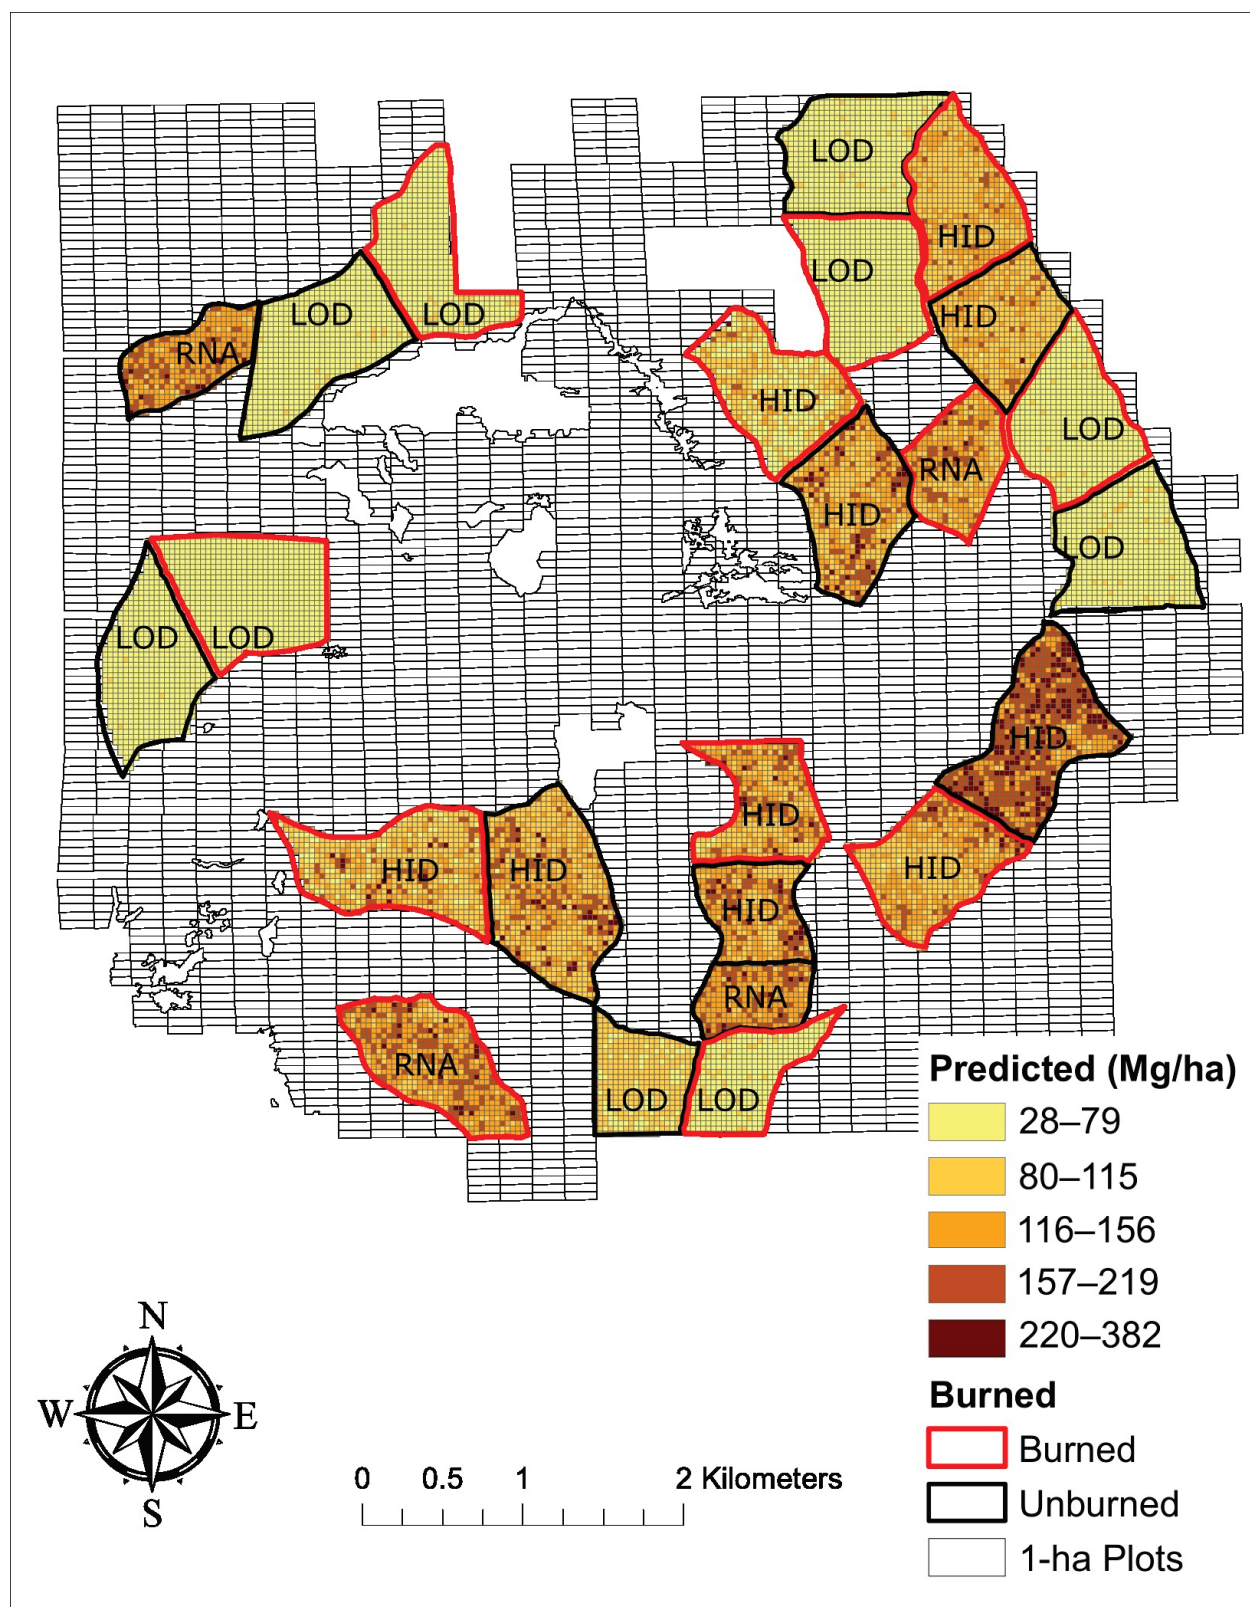 LOD
HID
LOD
HID
LOD
LOD
RNA
HID
LOD
RNA
HID
LOD
LOD
LOD
HID
HID
HID
HID
HID
HID
RNA
RNA
LOD
LOD
Predicted (Mg/ha)
28–79
80–115
116–156
157–219
220–382
Burned
Burned
Unburned
1-ha Plots
N
W E
S
0 0.5 1 2 Kilometers